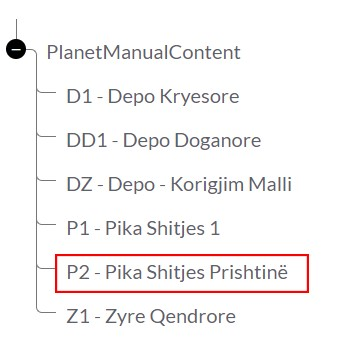 PlanetManualContent
D1 - Depo Kryesore
DD1 - Depo Doganore
DZ - Depo - Korigjim Malli
P1 - Pika Shitjes 1
P2 - Pika Shitjes Prishtinë
Z1 - Zyre Qendrore